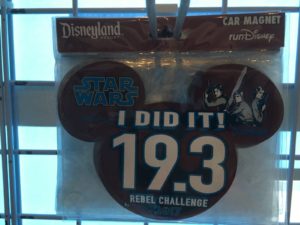 Disneyland
CAR MAGNET
runDisney
STAR
WARS
I DID IT!
19.3
REBEL CHALLENGE